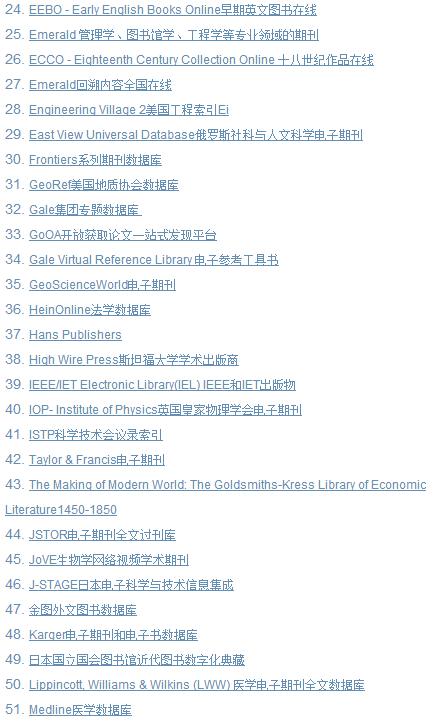 24. EEBO - Early English Books Online早期英文图书在线
25. Emerald 管理学、图书馆学、工程学等专业领域的期刊
26. ECCO - Eighteenth Century Collection Online 十八世纪作品在线
27. Emerald回溯内容全国在线
28. Engineering Village 2美国工程索引Ei
29. East View Universal Database俄罗斯社科与人文科学电子期刊
30. Frontiers系列期刊数据库
31. GeoRef美国地质协会数据库
32. Gale集团专题数据库
33. GoOA开放获取论文一站式发现平台
34. Gale Virtual Reference Library 电子参考工具书
35. GeoScienceWorld电子期刊
36. HeinOnline法学数据库
37. Hans Publishers
38. High Wire Press斯坦福大学学术出版商
39. IEEE/IET Electronic Library(IEL) IEEE和IET出版物
40. IOP- Institute of Physics英国皇家物理学会电子期刊
41. ISTP科学技术会议录索引
42. Taylor & Francis电子期刊
43. The Making of Modern World: The Goldsmiths-Kress Library of Economic
Literature1450-1850
44. JSTOR电子期刊全文过刊库
45. JoVE生物学网络视频学术期刊
46. J-STAGE日本电子科学与技术信息集成
47. 金图外文图书数据库
48. Karger电子期刊和电子书数据库
49. 日本国立国会图书馆近代图书数字化典藏
50. Lippincott, Williams & Wilkins (LWW) 医学电子期刊全文数据库
51. Medline医学数据库